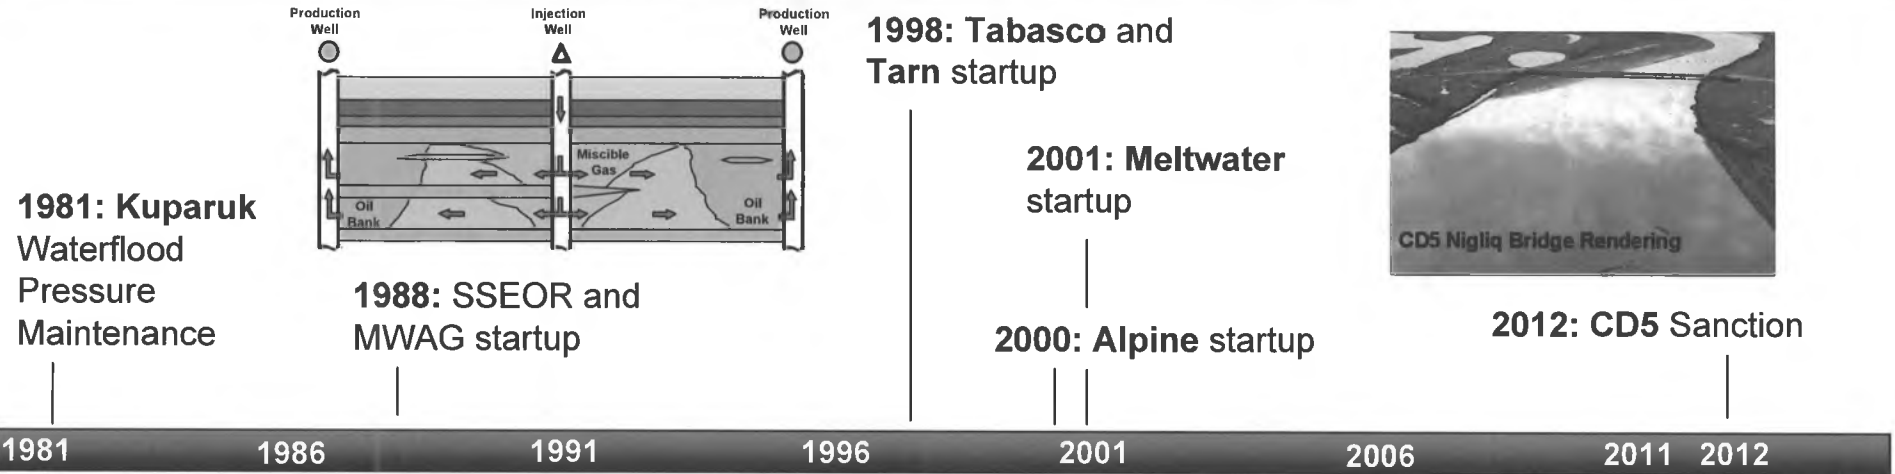 Production
Well
Injection
Well
Production
Well
Miscible
Gas
Oil
Bank
Oil
Bank
1981: Kuparuk
Waterflood
Pressure
Maintenance
1988: SSEOR and
MWAG startup
1998: Tabasco and
Tarn startup
2001: Meltwater
startup
2000: Alpine startup
CD5 Nigliq Bridge Rendering
2012: CD5 Sanction
1981 1986 1991 1996 2001 2006 2011 2012